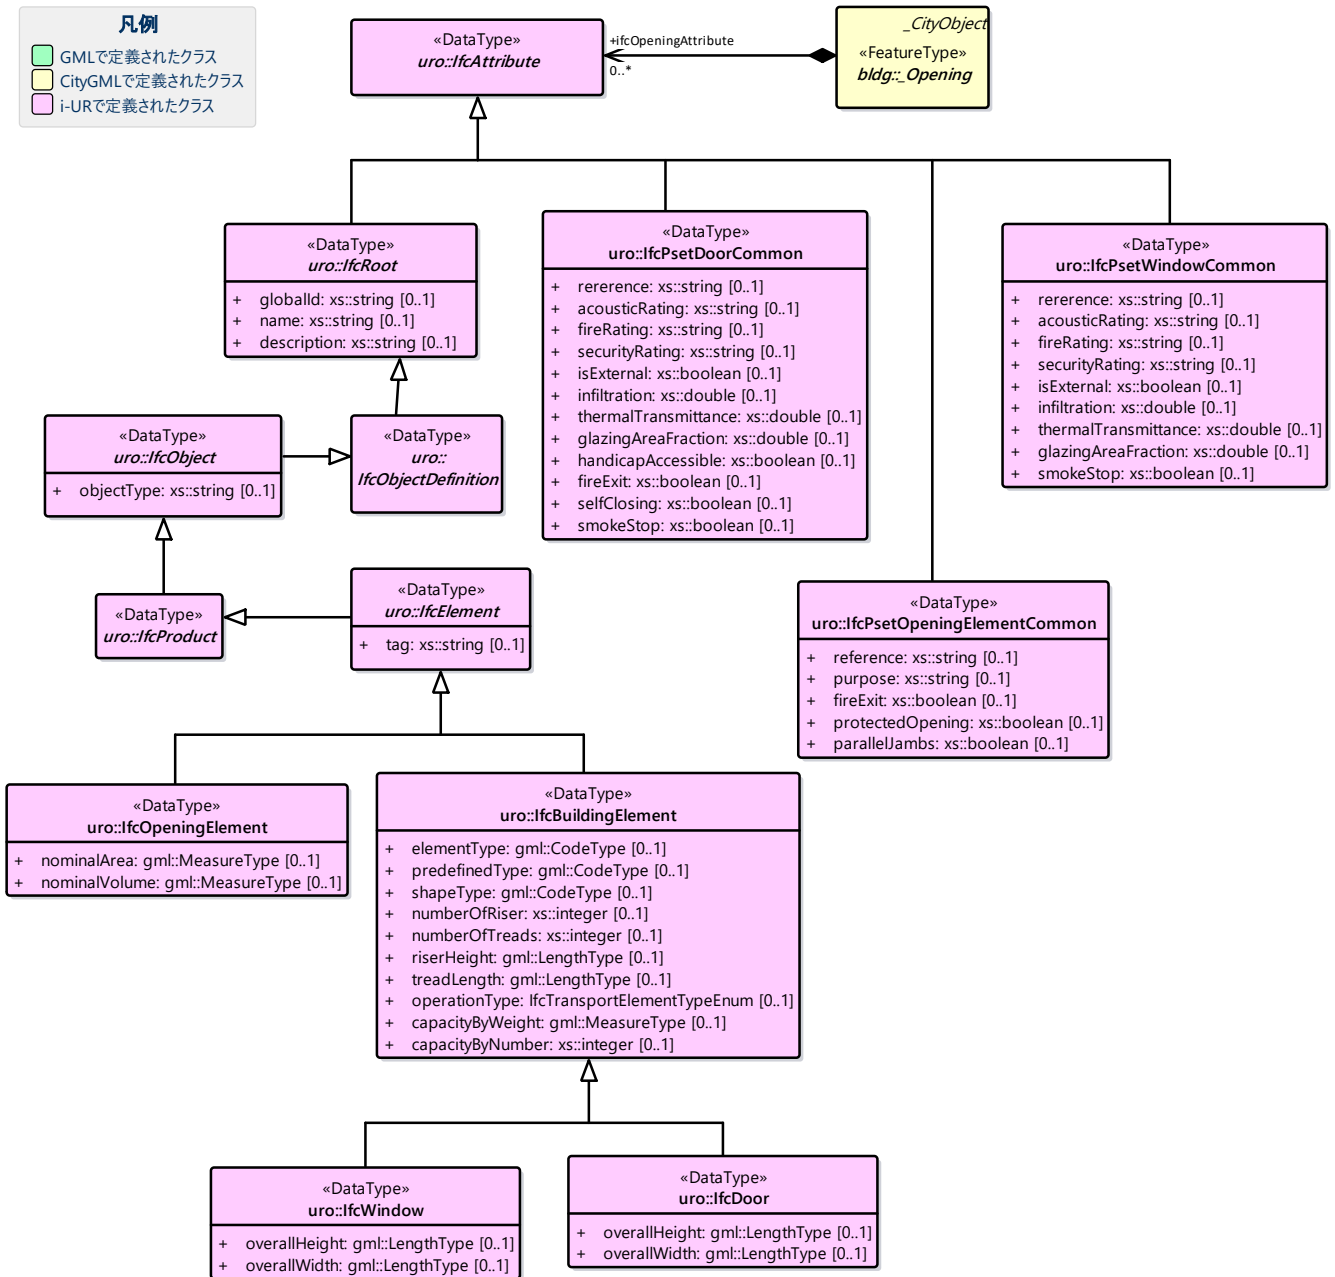 凡例
GMLで定義されたクラス
CityGMLで定義されたクラス
i-URで定義されたクラス
«DataType»
uro::IfcAttribute
+ifcOpeningAttribute
0..*
_CityObject
«FeatureType»
bldg::_Opening
«DataType»
uro::IfcRoot
+ globalId: xs::string [0..1]
+ name: xs::string [0..1]
+ description: xs::string [0..1]
«DataType»
uro::IfcPsetDoorCommon
+ rererence: xs::string [0..1]
+ acousticRating: xs::string [0..1]
+ fireRating: xs::string [0..1]
+ securityRating: xs::string [0..1]
+ isExternal: xs::boolean [0..1]
+ infiltration: xs::double [0..1]
+ thermalTransmittance: xs::double [0..1]
+ glazingAreaFraction: xs::double [0..1]
+ handicapAccessible: xs::boolean [0..1]
+ fireExit: xs::boolean [0..1]
+ selfClosing: xs::boolean [0..1]
+ smokeStop: xs::boolean [0..1]
«DataType»
uro::IfcPsetWindowCommon
+ rererence: xs::string [0..1]
+ acousticRating: xs::string [0..1]
+ fireRating: xs::string [0..1]
+ securityRating: xs::string [0..1]
+ isExternal: xs::boolean [0..1]
+ infiltration: xs::double [0..1]
+ thermalTransmittance: xs::double [0..1]
+ glazingAreaFraction: xs::double [0..1]
+ smokeStop: xs::boolean [0..1]
«DataType»
uro::IfcObject
+ objectType: xs::string [0..1]
«DataType»
uro::
IfcObjectDefinition
«DataType»
uro::IfcProduct
«DataType»
uro::IfcElement
+ tag: xs::string [0..1]
«DataType»
uro::IfcPsetOpeningElementCommon
+ reference: xs::string [0..1]
+ purpose: xs::string [0..1]
+ fireExit: xs::boolean [0..1]
+ protectedOpening: xs::boolean [0..1]
+ parallelJambs: xs::boolean [0..1]
«DataType»
uro::IfcOpeningElement
+ nominalArea: gml::MeasureType [0..1]
+ nominalVolume: gml::MeasureType [0..1]
«DataType»
uro::IfcBuildingElement
+ elementType: gml::CodeType [0..1]
+ predefinedType: gml::CodeType [0..1]
+ shapeType: gml::CodeType [0..1]
+ numberOfRiser: xs::integer [0..1]
+ numberOfTreads: xs::integer [0..1]
+ riserHeight: gml::LengthType [0..1]
+ treadLength: gml::LengthType [0..1]
+ operationType: IfcTransportElementTypeEnum [0..1]
+ capacityByWeight: gml::MeasureType [0..1]
+ capacityByNumber: xs::integer [0..1]
«DataType»
uro::IfcWindow
+ overallHeight: gml::LengthType [0..1]
+ overallWidth: gml::LengthType [0..1]
«DataType»
uro::IfcDoor
+ overallHeight: gml::LengthType [0..1]
+ overallWidth: gml::LengthType [0..1]